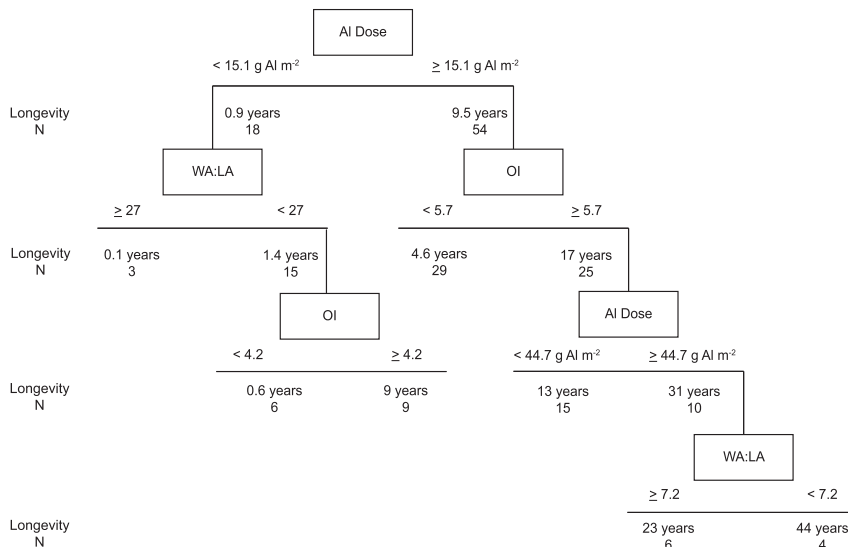 Al Dose
< 15.1 g Al m⁻² ≥ 15.1 g Al m⁻²
Longevity 0.9 years 9.5 years
N 18 54
WA:LA OI
≥ 27 < 27 < 5.7 ≥ 5.7
Longevity 0.1 years 1.4 years 4.6 years 17 years
N 3 15 29 25
OI Al Dose
< 4.2 ≥ 4.2 < 44.7 g Al m⁻² ≥ 44.7 g Al m⁻²
Longevity 0.6 years 9 years 13 years 31 years
N 6 9 15 10
WA:LA
≥ 7.2 < 7.2
Longevity 23 years 44 years
N 6 4